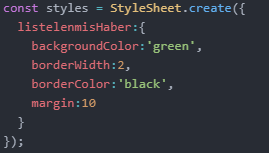 const styles = StyleSheet.create({
  listelenmisHaber:{
    backgroundColor:'green',
    borderWidth:2,
    borderColor:'black',
    margin:10
  }
});